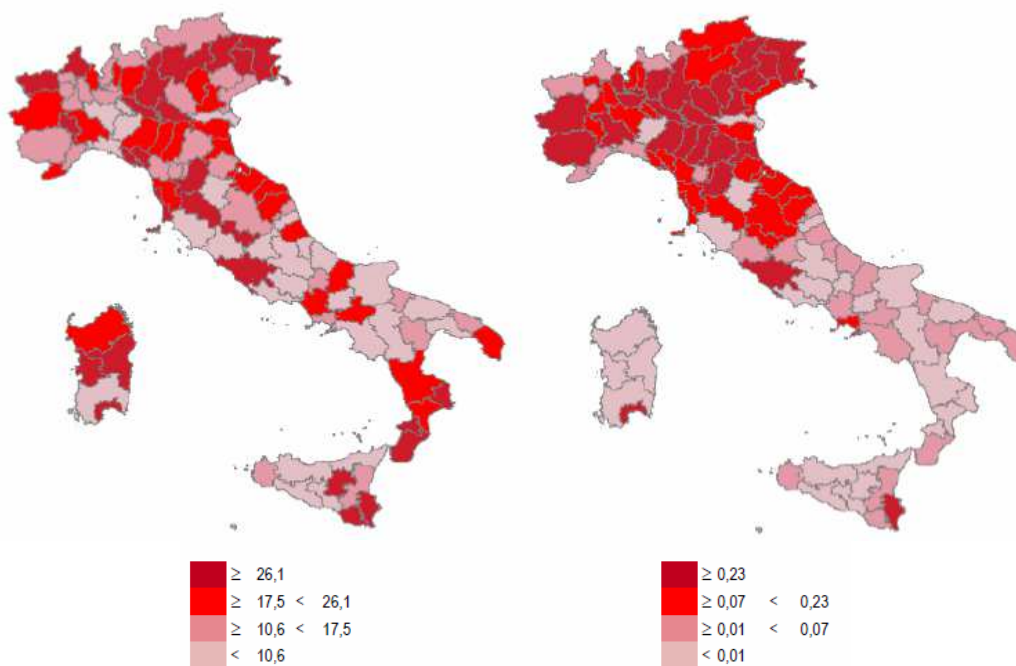 ≥ 26,1
≥ 17,5 < 26,1
≥ 10,6 < 17,5
< 10,6
≥ 0,23
≥ 0,07 < 0,23
≥ 0,01 < 0,07
< 0,01